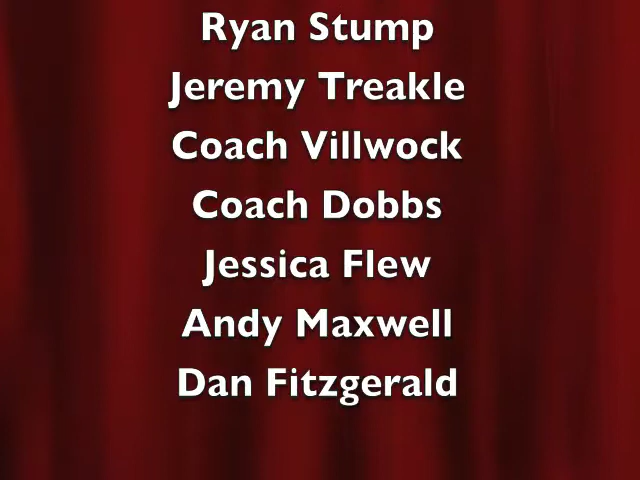 Ryan Stump
Jeremy Treakle
Coach Villwock
Coach Dobbs
Jessica Flew
Andy Maxwell
Dan Fitzgerald